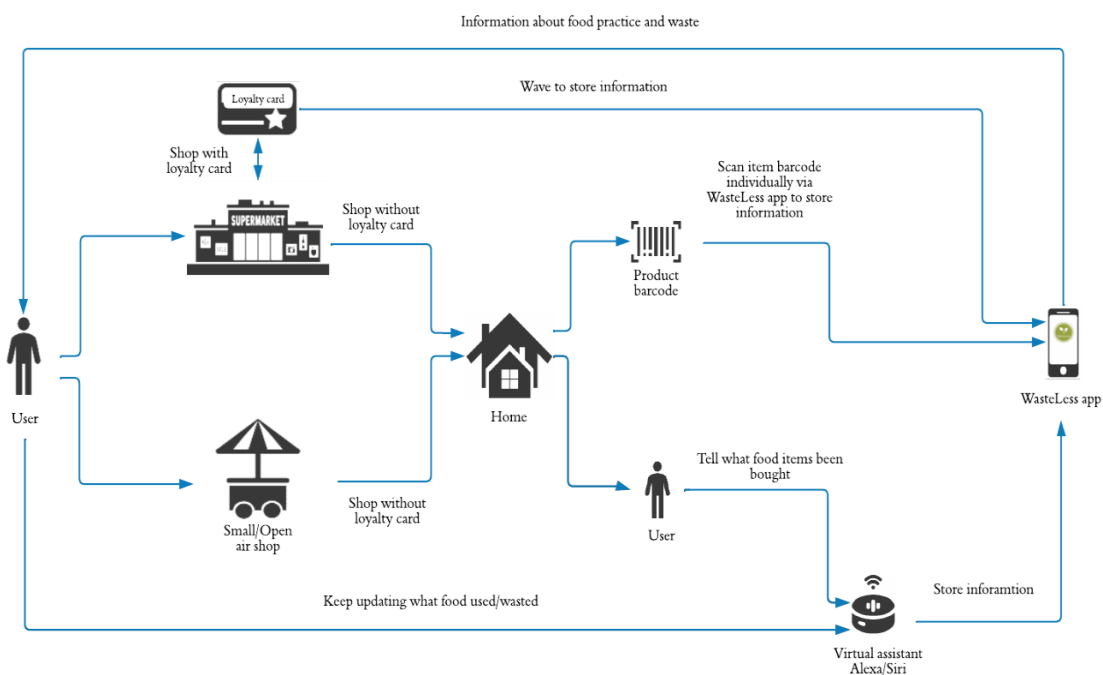 Information about food practice and waste
Wave to store information
Loyalty card
Shop with
loyalty card
SUPERMARKET
Shop without
loyalty card
Scan item barcode
individually via
WasteLess app to store
information
Product
barcode
User
Home
WasteLess app
Small/Open
air shop
Shop without
loyalty card
Tell what food items been
bought
User
Keep updating what food used/wasted
Store inforamtion
Virtual assistant
Alexa/Siri